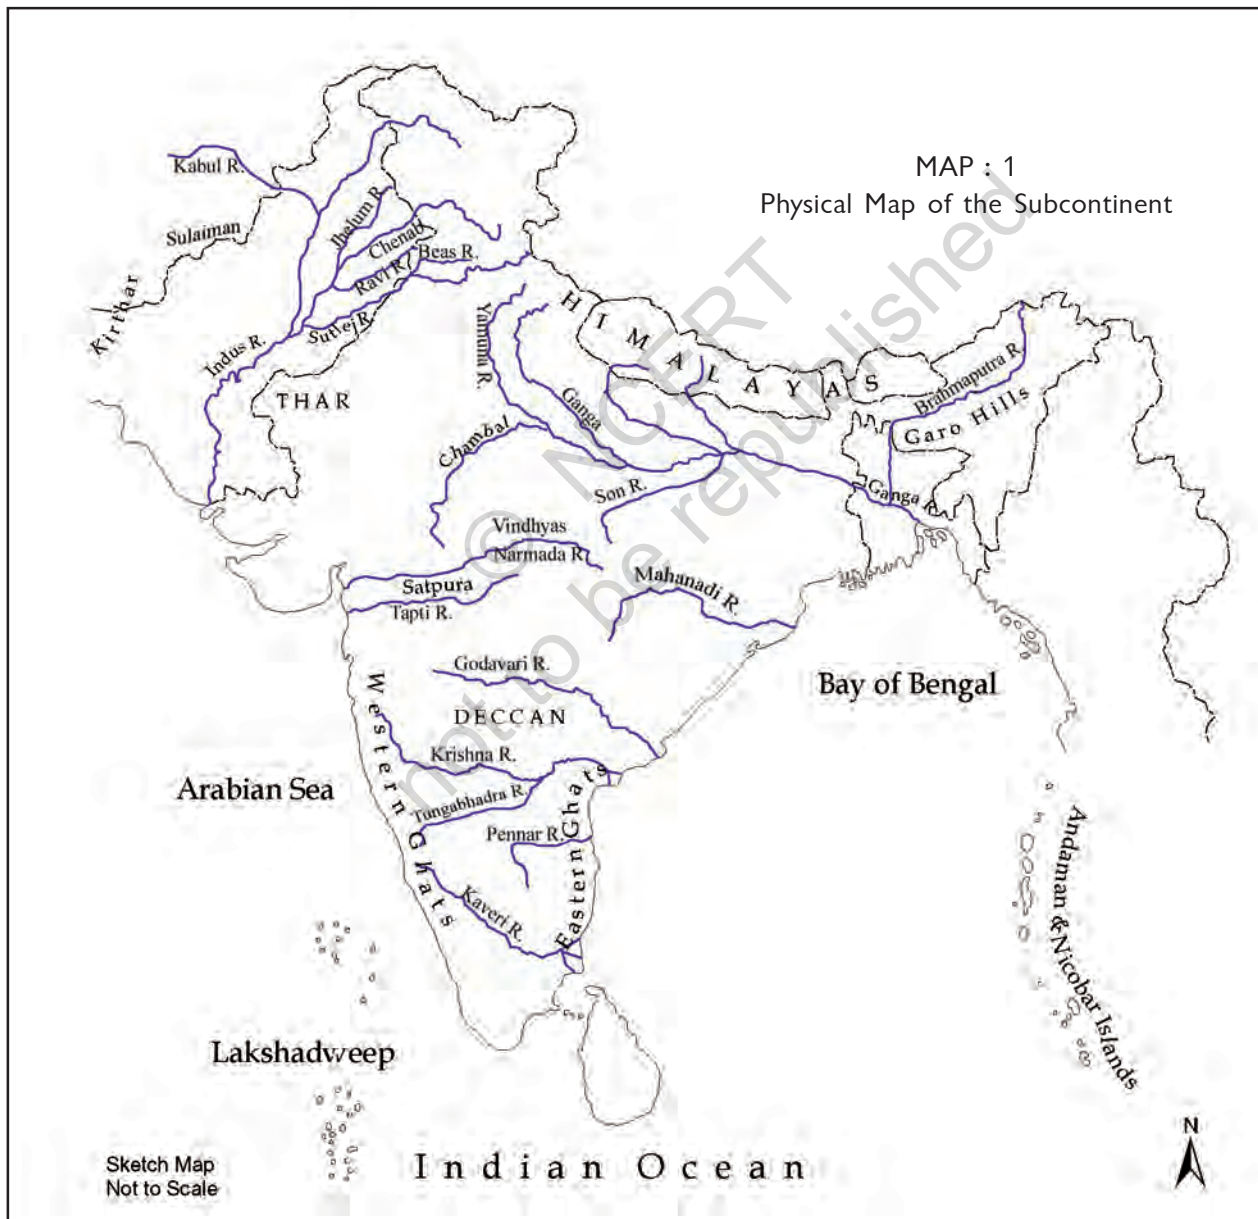 MAP : 1
Physical Map of the Subcontinent
Kabul R.
Sulaiman
Kirthar
Jhelum R.
Chenab
Ravi R.
Beas R.
Sutlej R.
Indus R.
THAR
Yamuna R.
Ganga
Chambal
HIMALAYAS
Brahmaputra R.
Garo Hills
Ganga R.
Son R.
Vindhyas
Narmada R.
Satpura
Tapti R.
Mahanadi R.
Godavari R.
DECCAN
Krishna R.
Tungabhadra R.
Pennar R.
Kaveri R.
Western Ghats
Eastern Ghats
Arabian Sea
Bay of Bengal
Andaman & Nicobar Islands
Lakshadweep
Indian Ocean
Sketch Map
Not to Scale
N
© NCERT
not to be republished